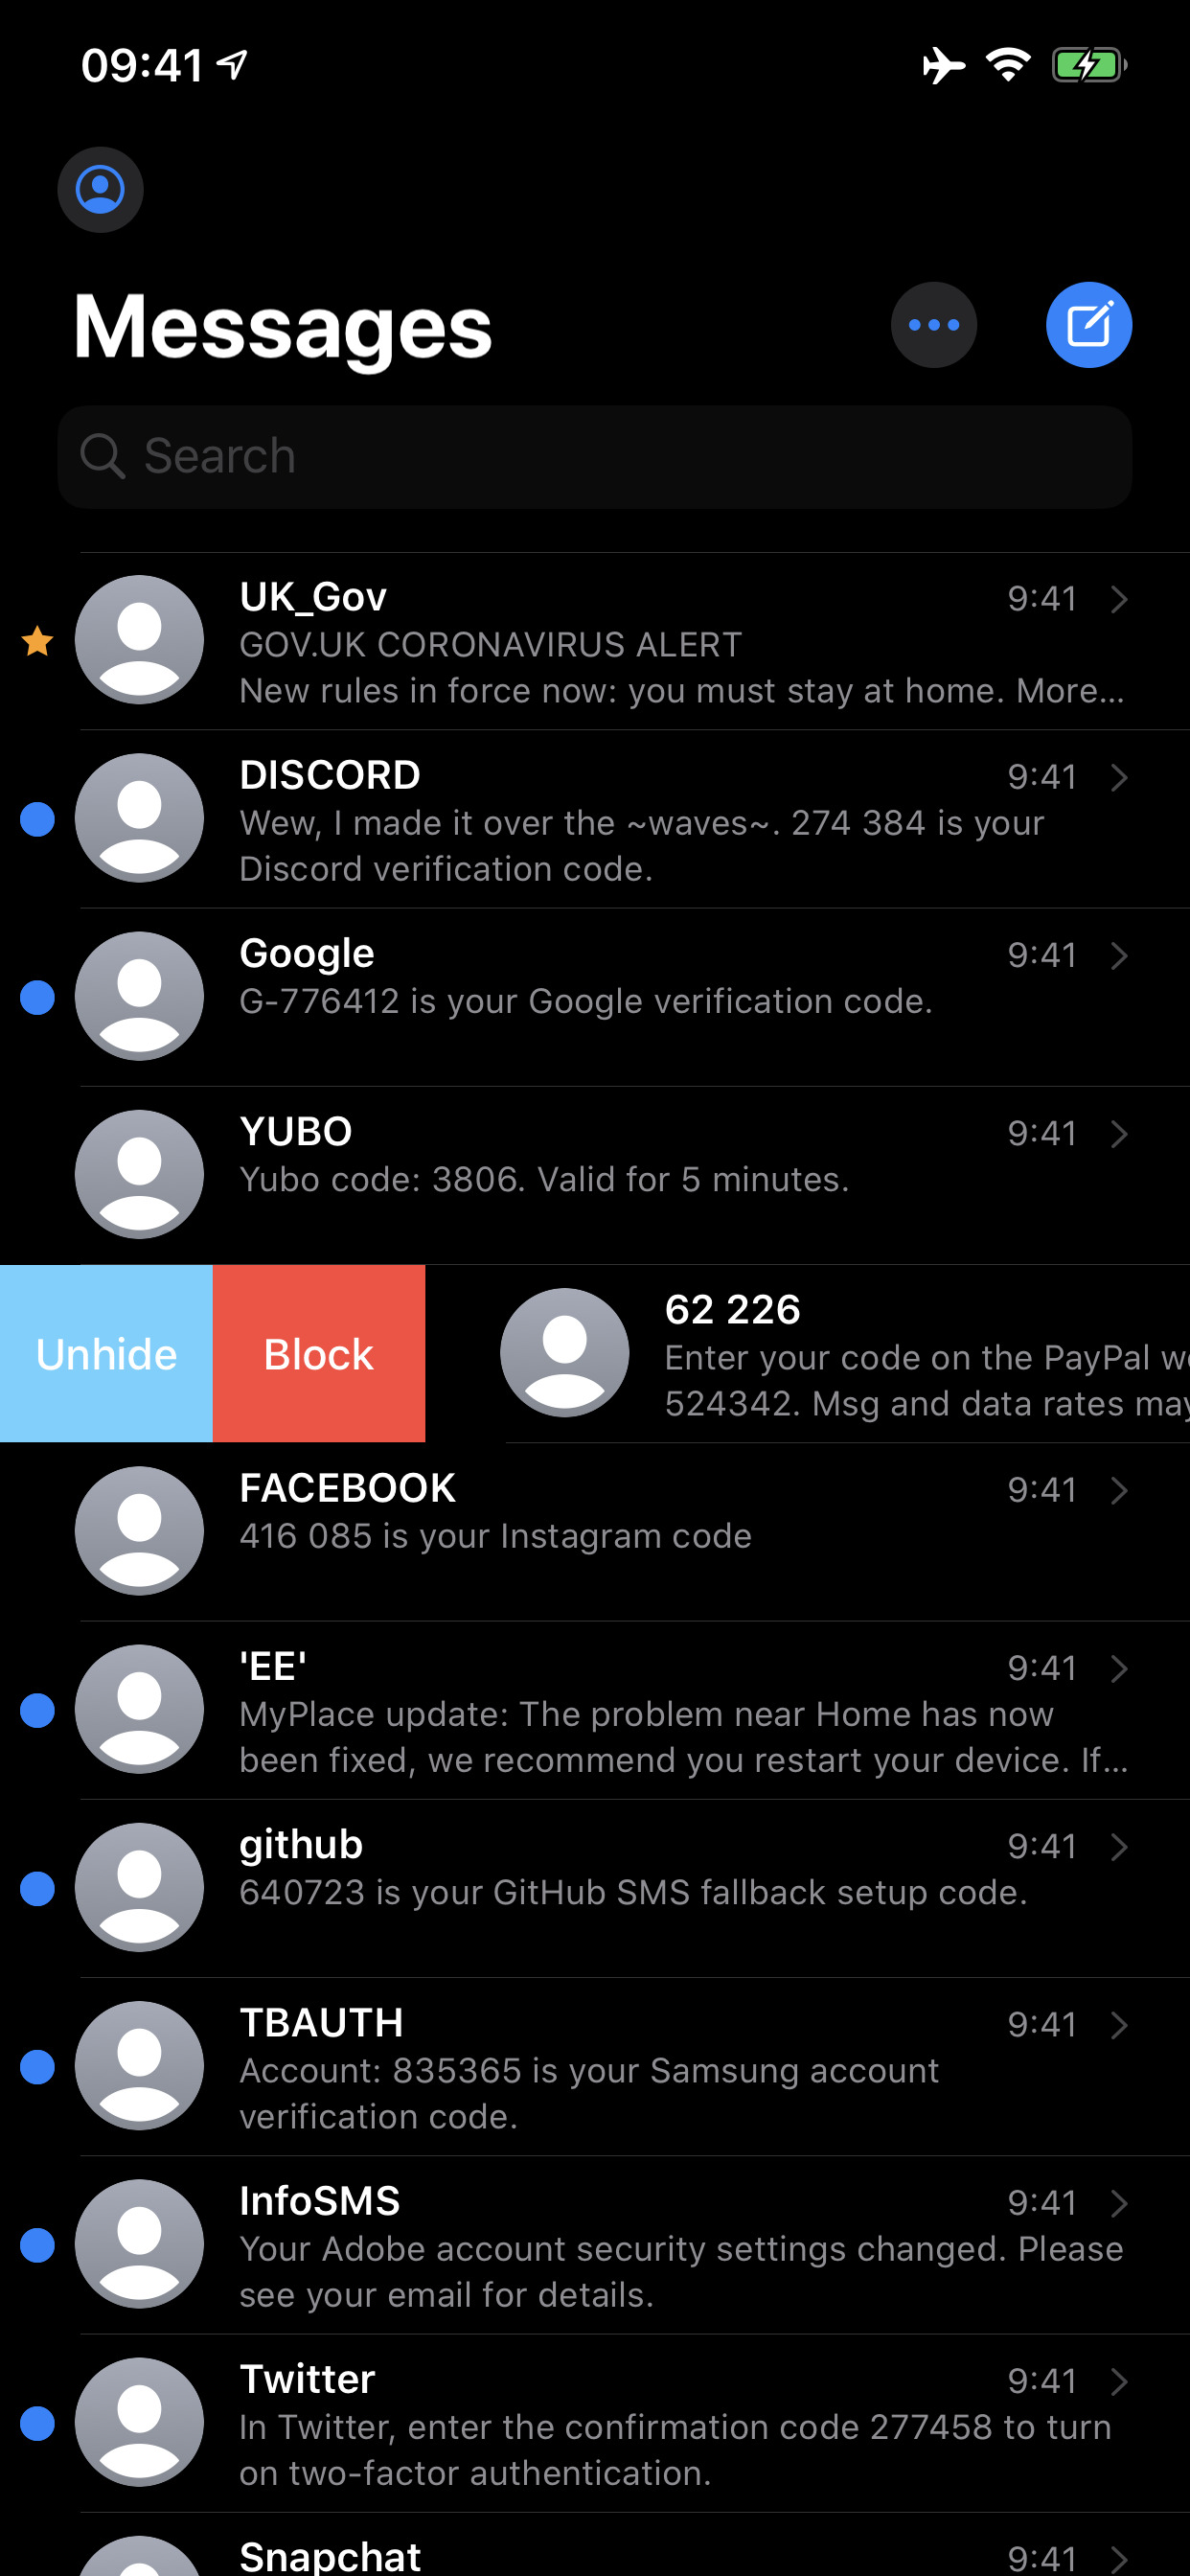 09:41
Messages
Search
UK_Gov 9:41
GOV.UK CORONAVIRUS ALERT
New rules in force now: you must stay at home. More...
DISCORD 9:41
Wew, I made it over the ~waves~. 274 384 is your
Discord verification code.
Google 9:41
G-776412 is your Google verification code.
YUBO 9:41
Yubo code: 3806. Valid for 5 minutes.
Unhide Block
62 226
Enter your code on the PayPal
524342. Msg and data rates may
FACEBOOK 9:41
416 085 is your Instagram code
'EE' 9:41
MyPlace update: The problem near Home has now
been fixed, we recommend you restart your device. If...
github 9:41
640723 is your GitHub SMS fallback setup code.
TBAUTH 9:41
Account: 835365 is your Samsung account
verification code.
InfoSMS 9:41
Your Adobe account security settings changed. Please
see your email for details.
Twitter 9:41
In Twitter, enter the confirmation code 277458 to turn
on two-factor authentication.
Snapchat 9:41